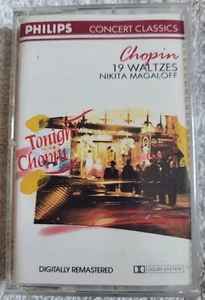 PHILIPS CONCERT CLASSICS
Chopin
19 WALTZES
NIKITA MAGALOFF
Tonight
Chopin
DIGITALLY REMASTERED
DOLBY SYSTEM